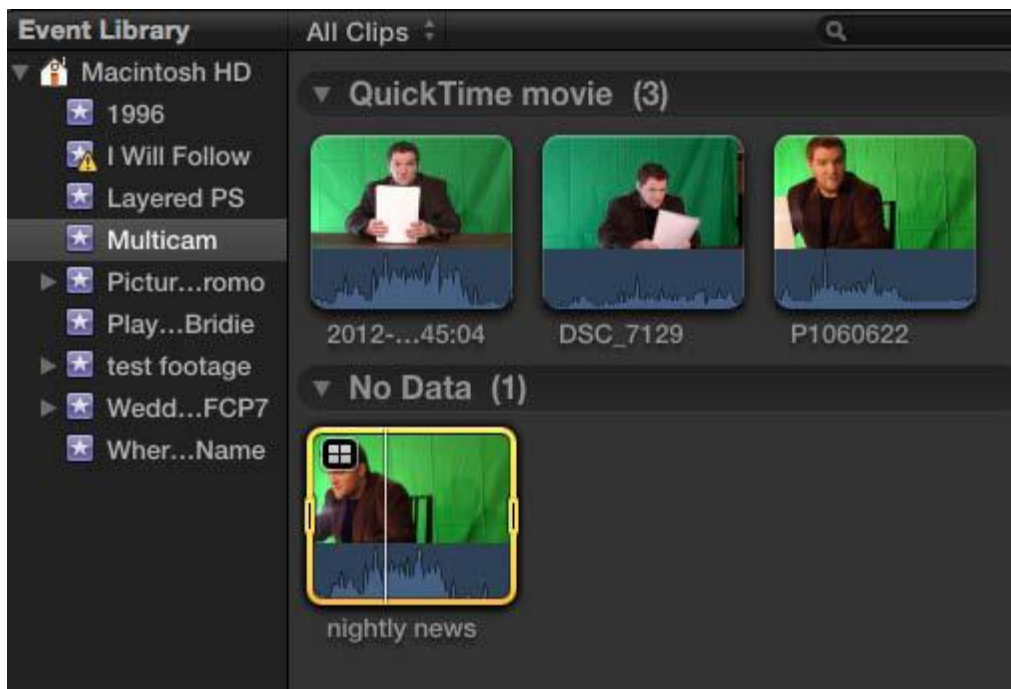 Event Library
All Clips
Macintosh HD
1996
I Will Follow
Layered PS
Multicam
Pictur...romo
Play...Bridie
test footage
Wedd...FCP7
Wher...Name
QuickTime movie (3)
2012-...45:04
DSC_7129
P1060622
No Data (1)
nightly news